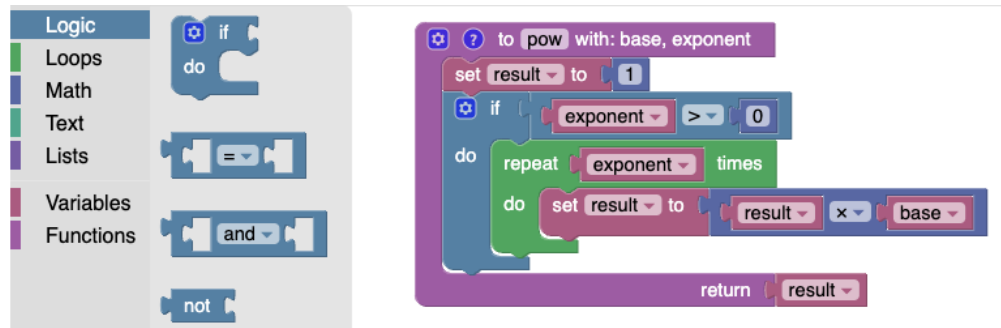 Logic
Loops
Math
Text
Lists
Variables
Functions
if
do
=
and
not
? to pow with: base, exponent
set result to 1
if exponent > 0
do repeat exponent times
do set result to result × base
return result